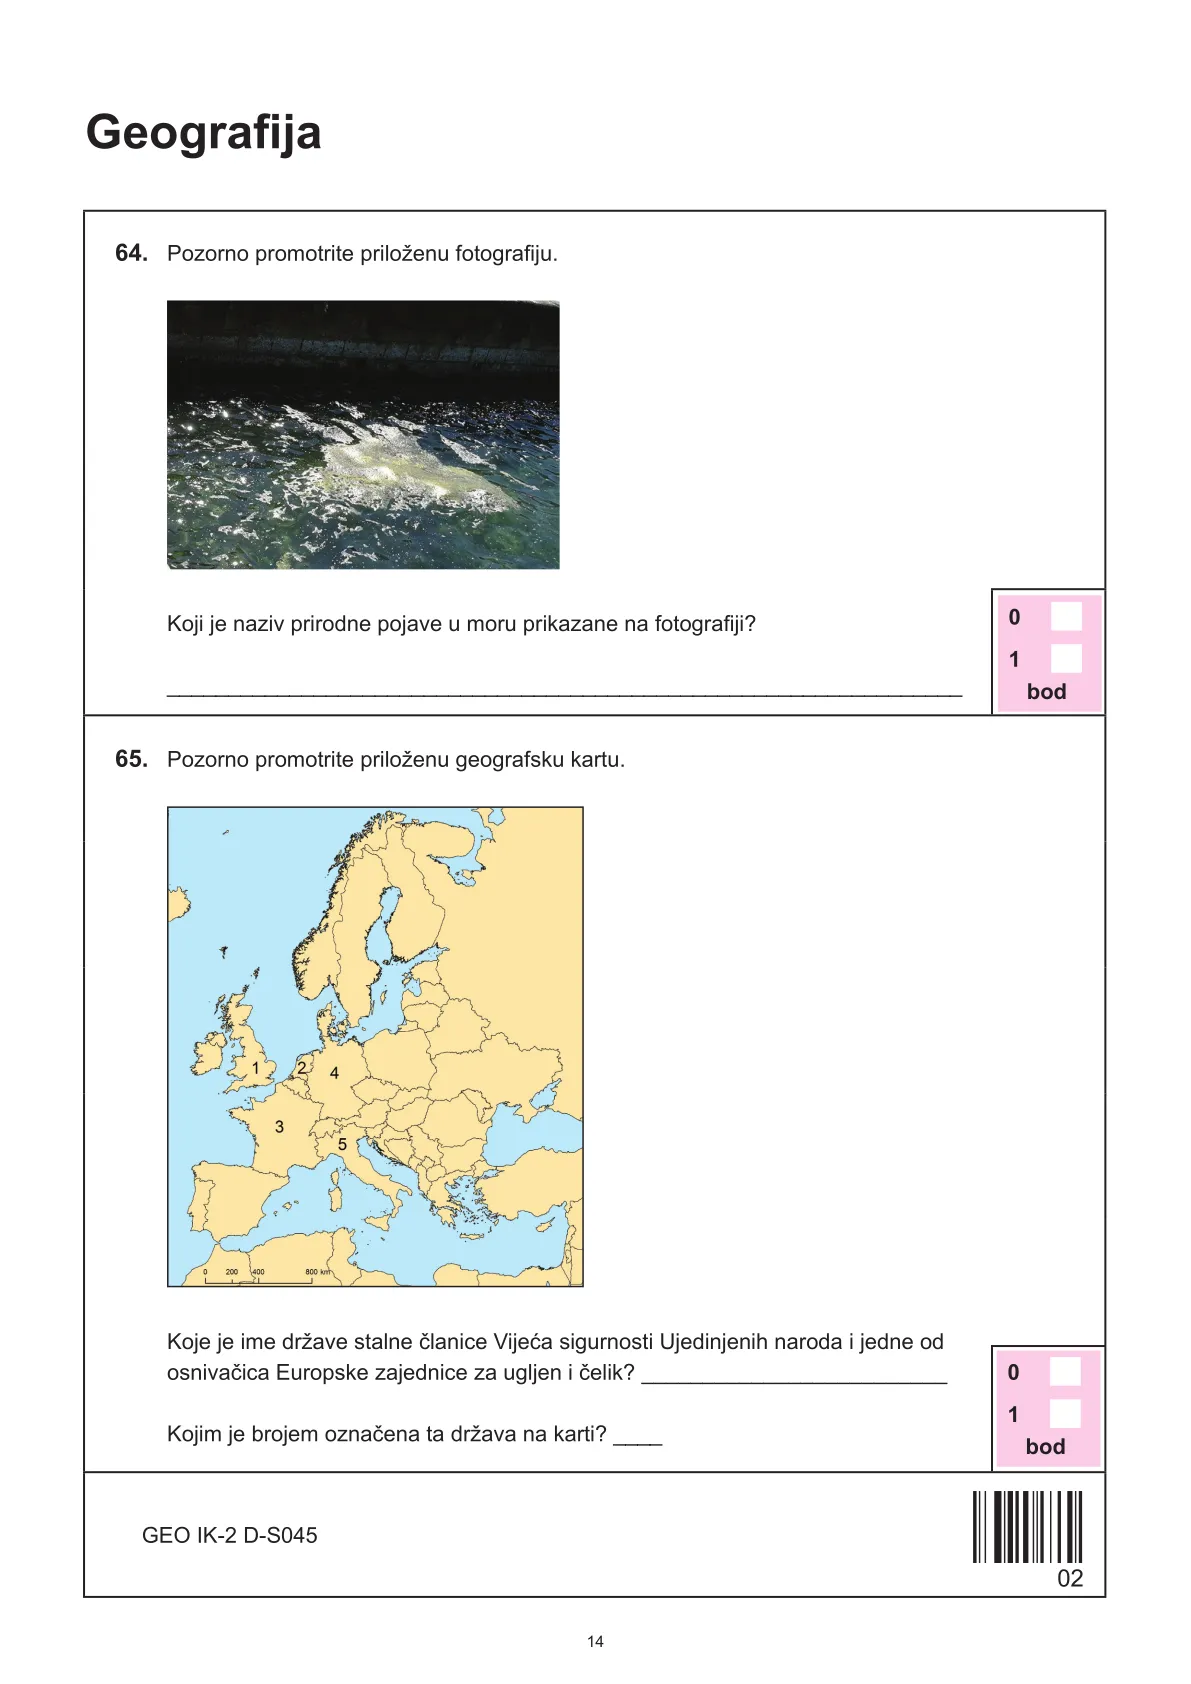 Geografija
64. Pozorno promotrite priloženu fotografiju.
Koji je naziv prirodne pojave u moru prikazane na fotografiji?
_________________________________________________________________
0
1
bod
65. Pozorno promotrite priloženu geografsku kartu.
1
2
4
3
5
0 200 400 800 km
Koje je ime države stalne članice Vijeća sigurnosti Ujedinjenih naroda i jedne od
osnivačica Europske zajednice za ugljen i čelik? _________________________
Kojim je brojem označena ta država na karti? ____
0
1
bod
GEO IK-2 D-S045
02
14